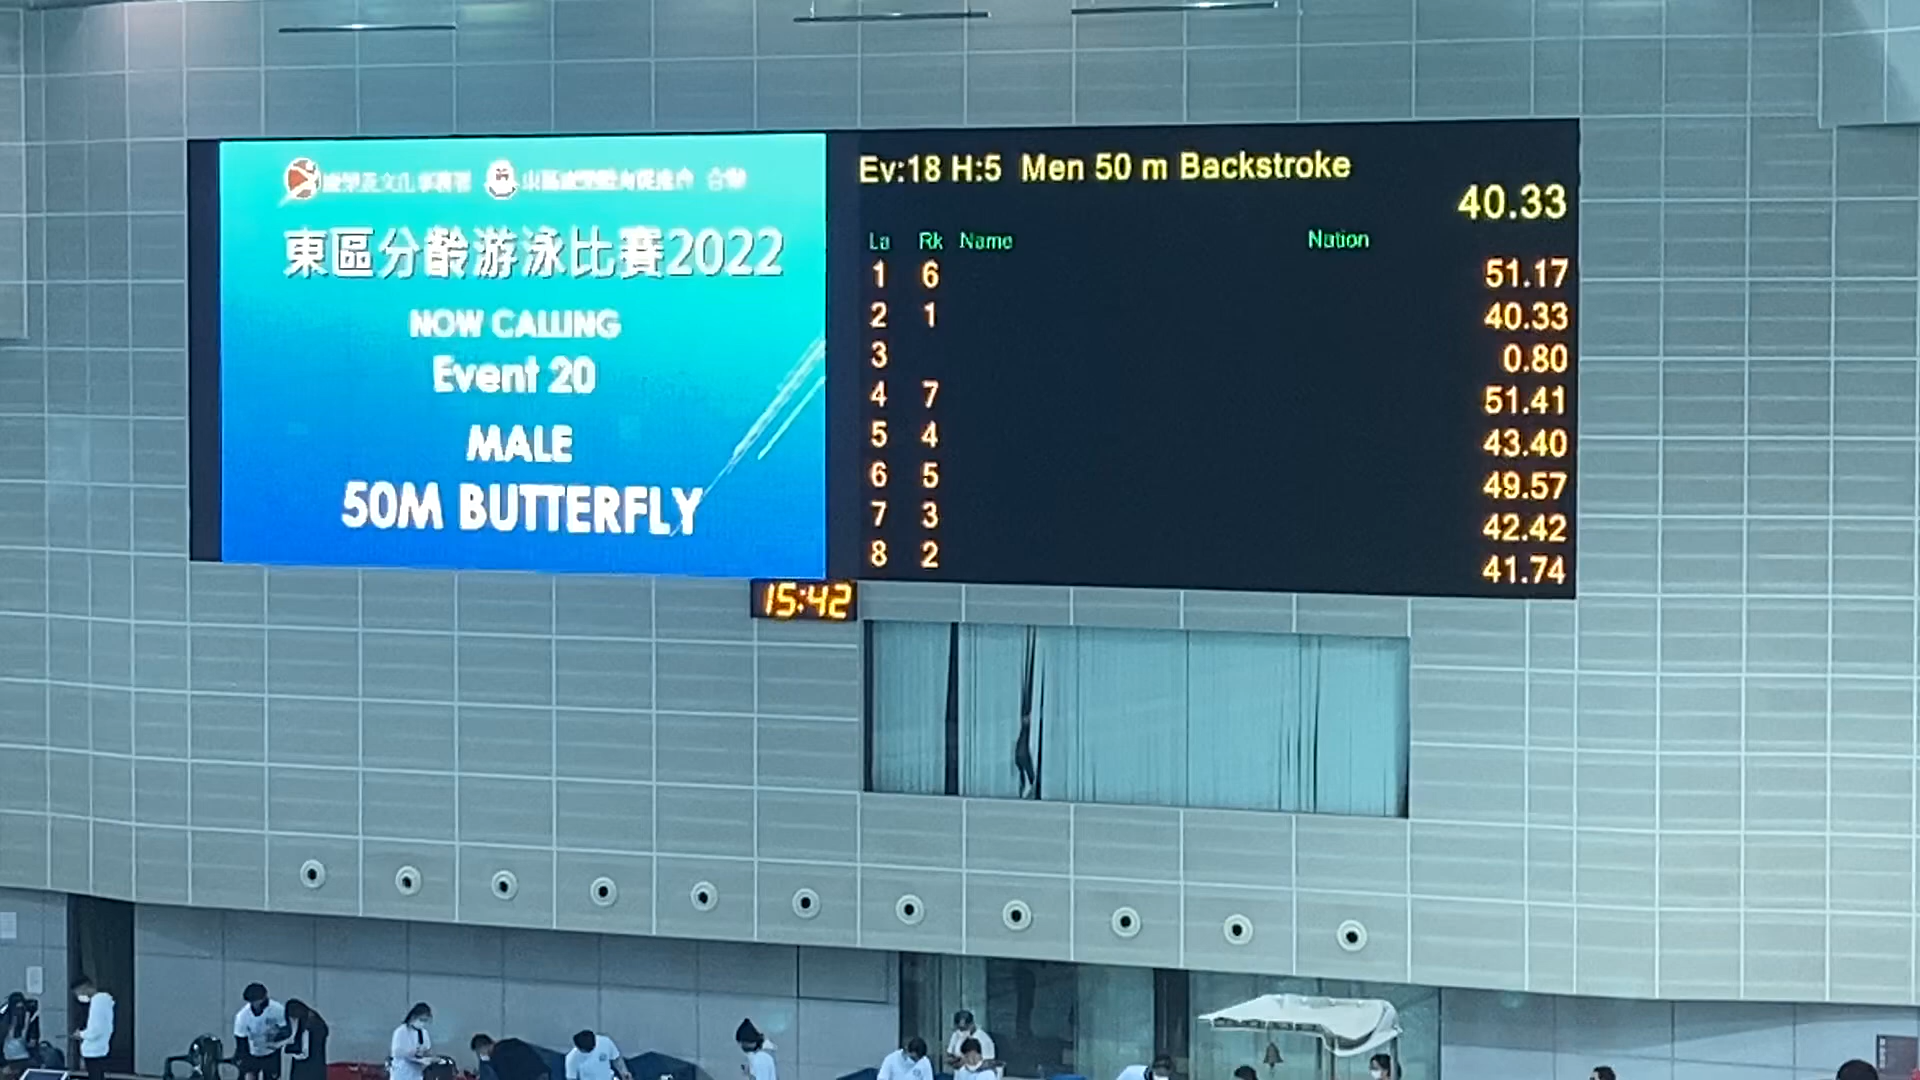 東區分齡游泳比賽2022
NOW CALLING
Event 20
MALE
50M BUTTERFLY
Ev:18 H:5 Men 50 m Backstroke
40.33
La Rk Name Nation
1 6 51.17
2 1 40.33
3 0.80
4 7 51.41
5 4 43.40
6 5 49.57
7 3 42.42
8 2 41.74
15:42